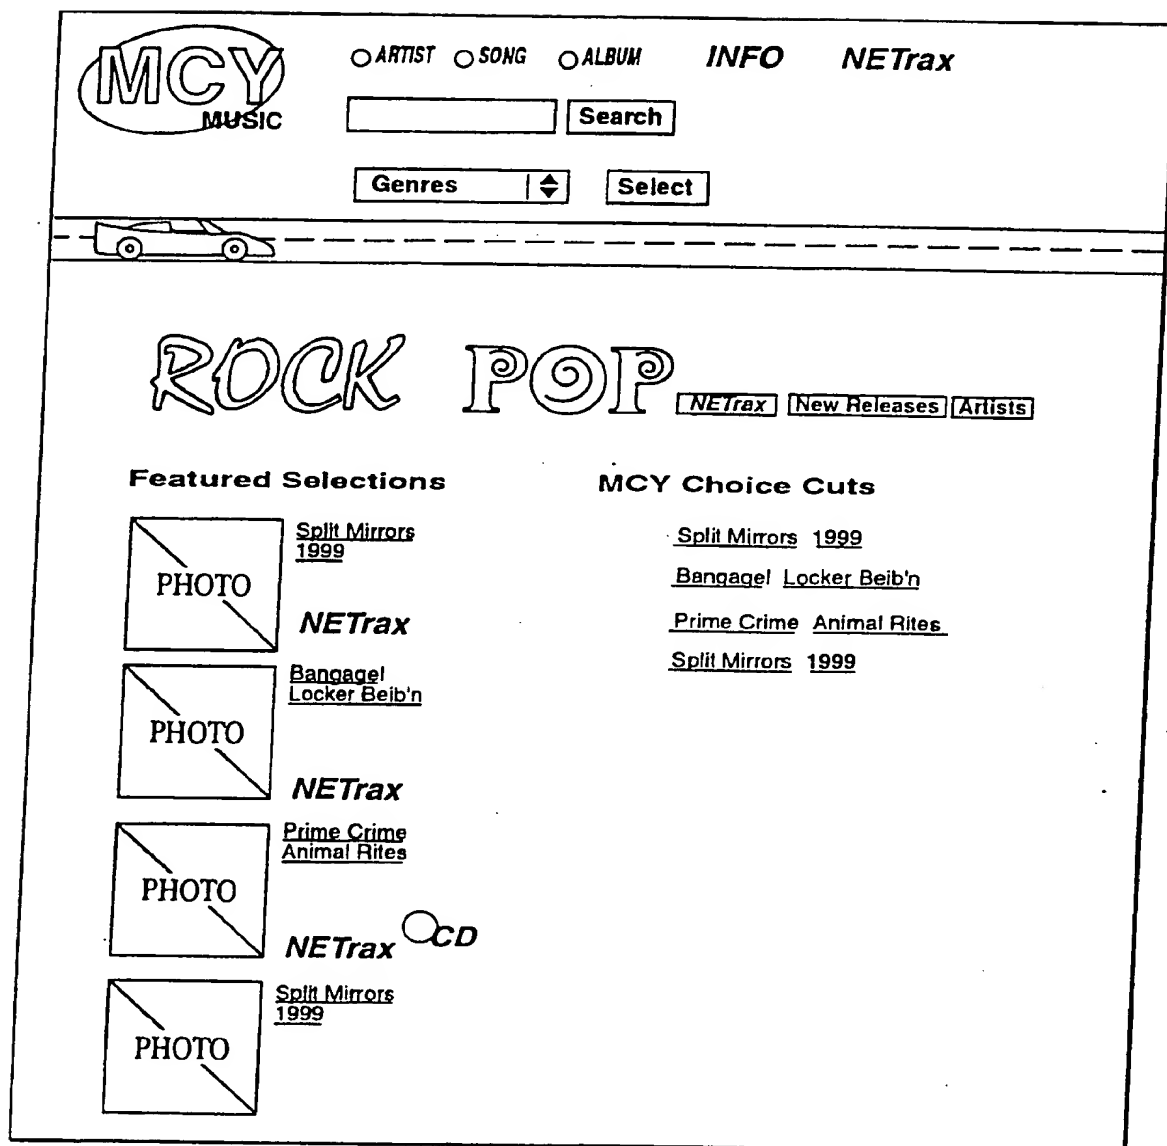 MCY
MUSIC
ARTIST SONG ALBUM INFO NETrax
Search
Genres Select
ROCK POP NETrax New Releases Artists
Featured Selections
PHOTO
Split Mirrors
1999
NETrax
PHOTO
Bangagel
Locker Beib'n
NETrax
PHOTO
Prime Crime
Animal Rites
NETrax CD
PHOTO
Split Mirrors
1999
MCY Choice Cuts
Split Mirrors 1999
Bangagel Locker Beib'n
Prime Crime Animal Rites
Split Mirrors 1999